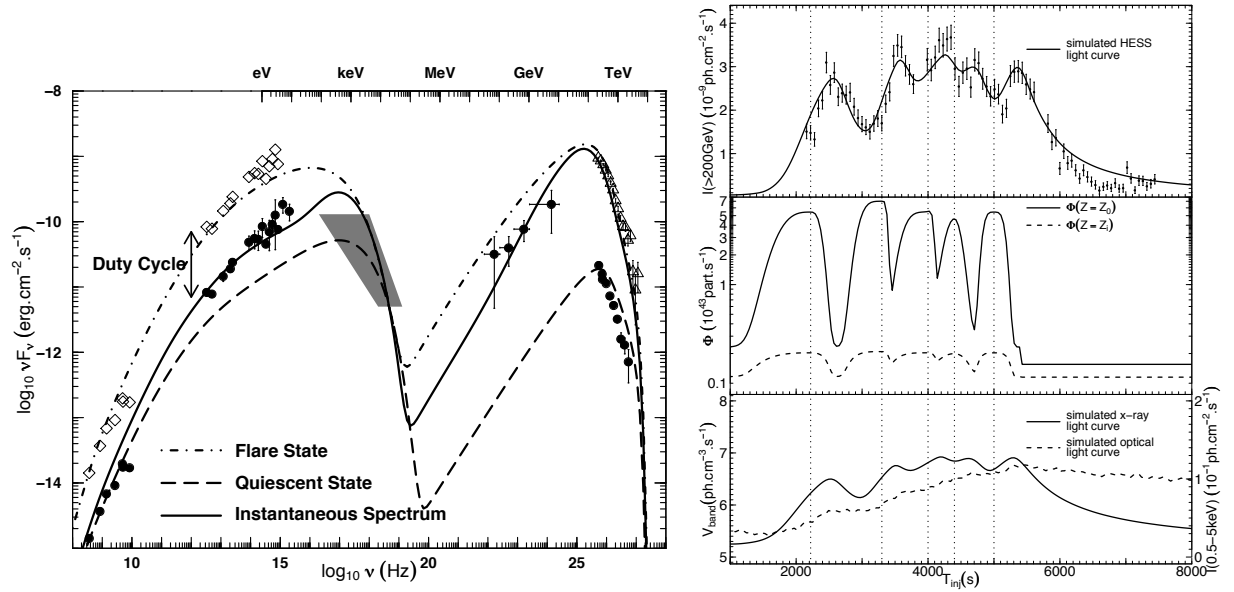 eV keV MeV GeV TeV
−8
−10
−12
−14
log10 νFν (erg.cm−2.s−1)
Duty Cycle
Flare State
Quiescent State
Instantaneous Spectrum
10 15 20 25
log10 ν (Hz)
4
3
2
1
I(>200GeV) (10−9ph.cm−2.s−1)
simulated HESS
light curve
7
5
4
3
2
1
0.1
Φ (1043part.s−1)
Φ(Z=Z0)
Φ(Z=Zi)
8
7
6
5
Vband(ph.cm−3.s−1)
simulated x-ray
light curve
simulated optical
light curve
2
1
0
I(0.5−5keV) (10−1ph.cm−2.s−1)
2000 4000 6000 8000
Tinj(s)